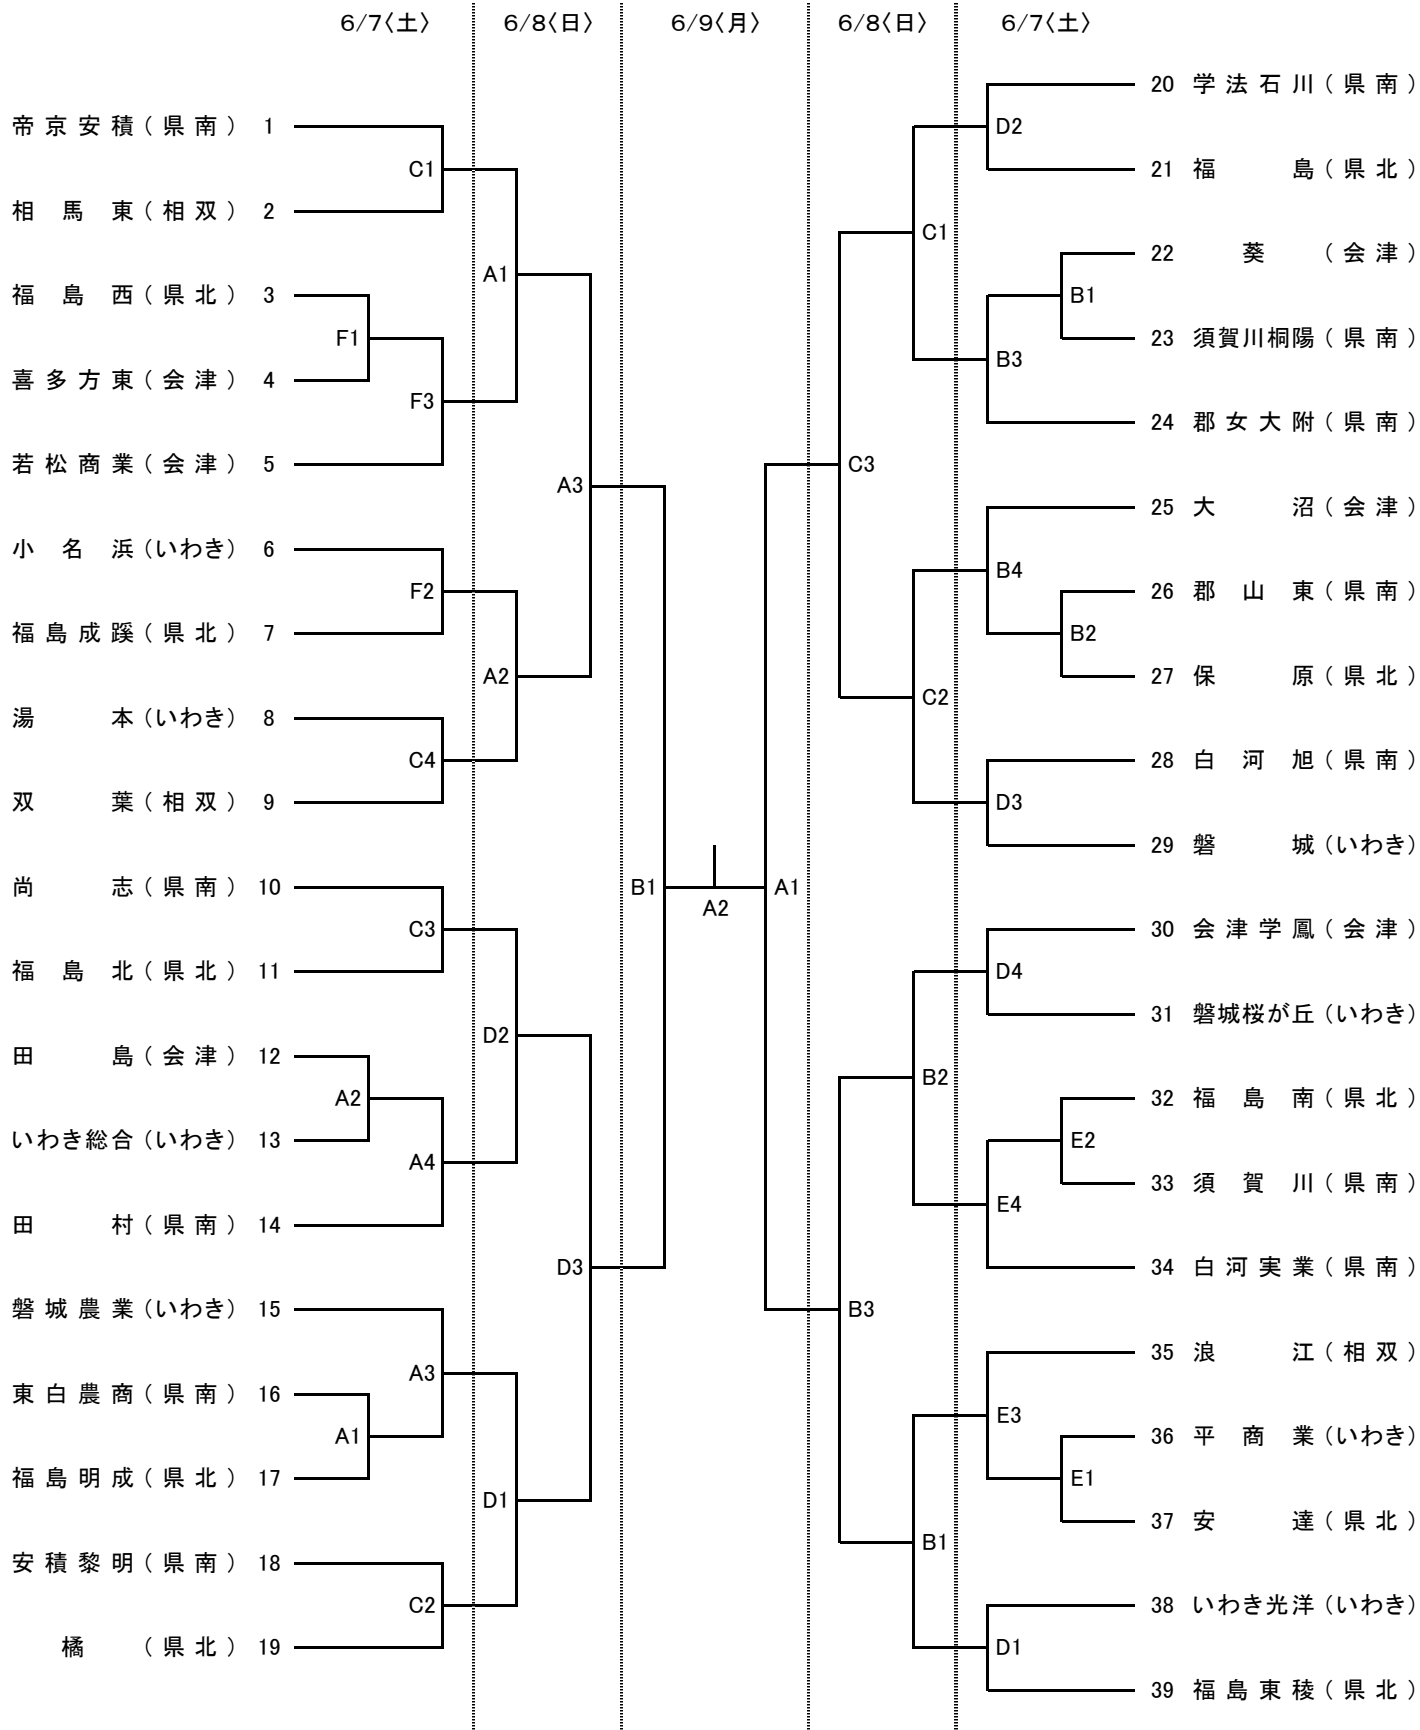 6/7〈土〉 6/8〈日〉 6/9〈月〉 6/8〈日〉 6/7〈土〉
帝京安積(県南) 1
相馬東(相双) 2
福島西(県北) 3
喜多方東(会津) 4
若松商業(会津) 5
小名浜(いわき) 6
福島成蹊(県北) 7
湯本(いわき) 8
双葉(相双) 9
尚志(県南) 10
福島北(県北) 11
田島(会津) 12
いわき総合(いわき) 13
田村(県南) 14
磐城農業(いわき) 15
東白農商(県南) 16
福島明成(県北) 17
安積黎明(県南) 18
橘(県北) 19
C1
F1
F3
F2
C4
C3
A2
A4
A3
A1
C2
A1
A2
D2
D1
A3
D3
B1
A2
A1
C3
B3
C1
C2
B2
B1
D2
B1
B3
B4
B2
D3
D4
E2
E4
E3
E1
D1
20 学法石川(県南)
21 福島(県北)
22 葵(会津)
23 須賀川桐陽(県南)
24 郡女大附(県南)
25 大沼(会津)
26 郡山東(県南)
27 保原(県北)
28 白河旭(県南)
29 磐城(いわき)
30 会津学鳳(会津)
31 磐城桜が丘(いわき)
32 福島南(県北)
33 須賀川(県南)
34 白河実業(県南)
35 浪江(相双)
36 平商業(いわき)
37 安達(県北)
38 いわき光洋(いわき)
39 福島東稜(県北)